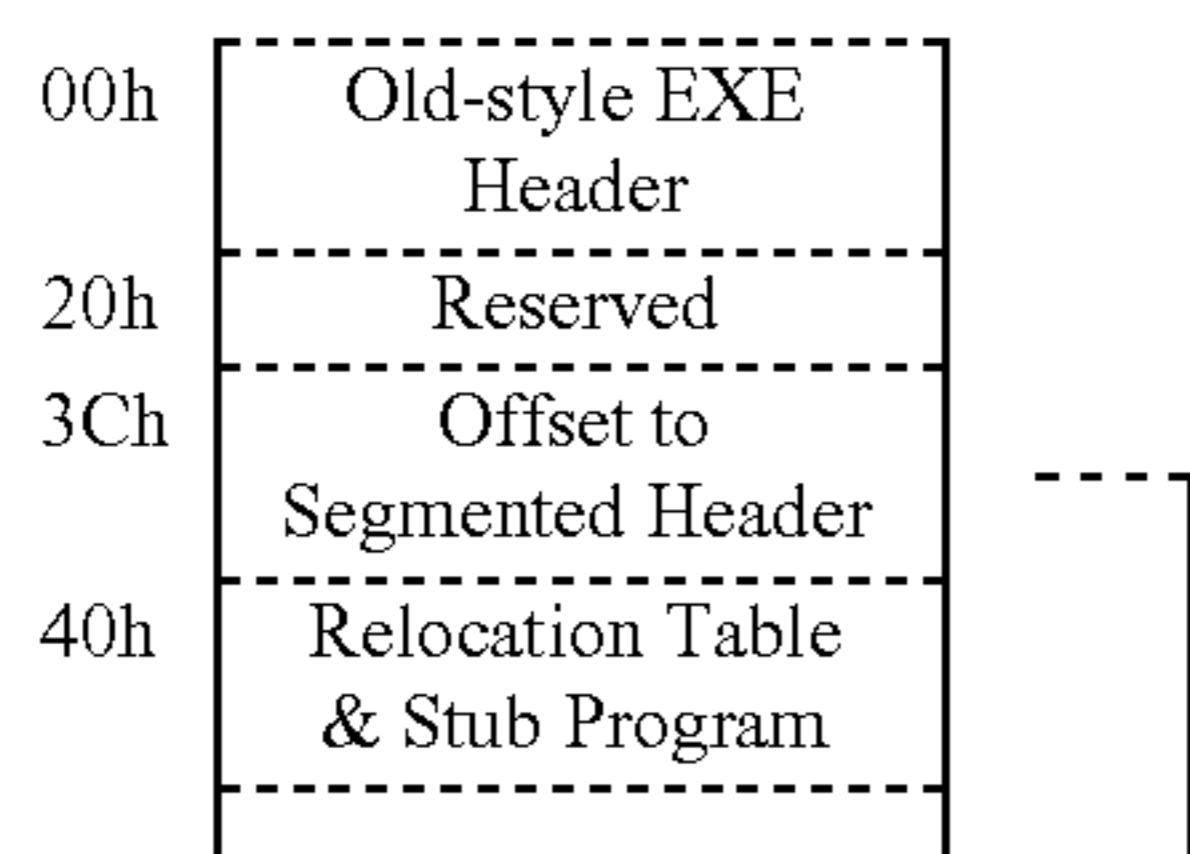 00h Old-style EXE
Header
20h Reserved
3Ch Offset to
Segmented Header
40h Relocation Table
& Stub Program